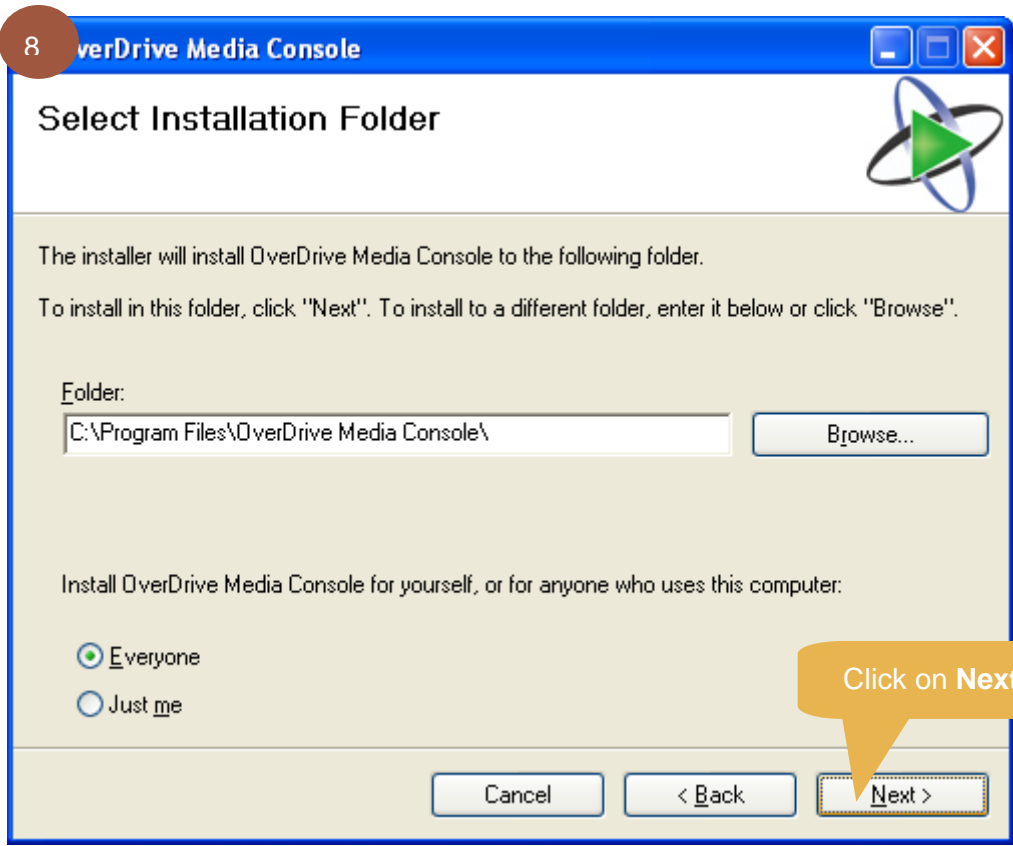 8
verDrive Media Console
Select Installation Folder
The installer will install OverDrive Media Console to the following folder.
To install in this folder, click "Next". To install to a different folder, enter it below or click "Browse".
Folder:
C:\Program Files\OverDrive Media Console\
Browse...
Install OverDrive Media Console for yourself, or for anyone who uses this computer:
Everyone
Just me
Click on Next
Cancel
< Back
Next >